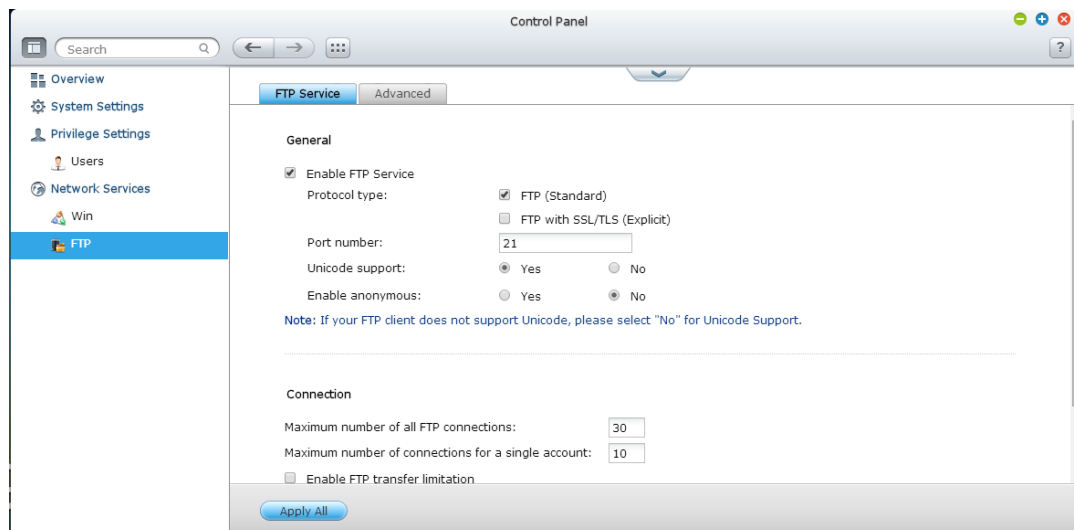 Control Panel
Search
?
Overview
System Settings
Privilege Settings
Users
Network Services
Win
FTP
FTP Service Advanced
General
Enable FTP Service
Protocol type: FTP (Standard)
FTP with SSL/TLS (Explicit)
Port number: 21
Unicode support: Yes No
Enable anonymous: Yes No
Note: If your FTP client does not support Unicode, please select "No" for Unicode Support.
Connection
Maximum number of all FTP connections: 30
Maximum number of connections for a single account: 10
Enable FTP transfer limitation
Apply All